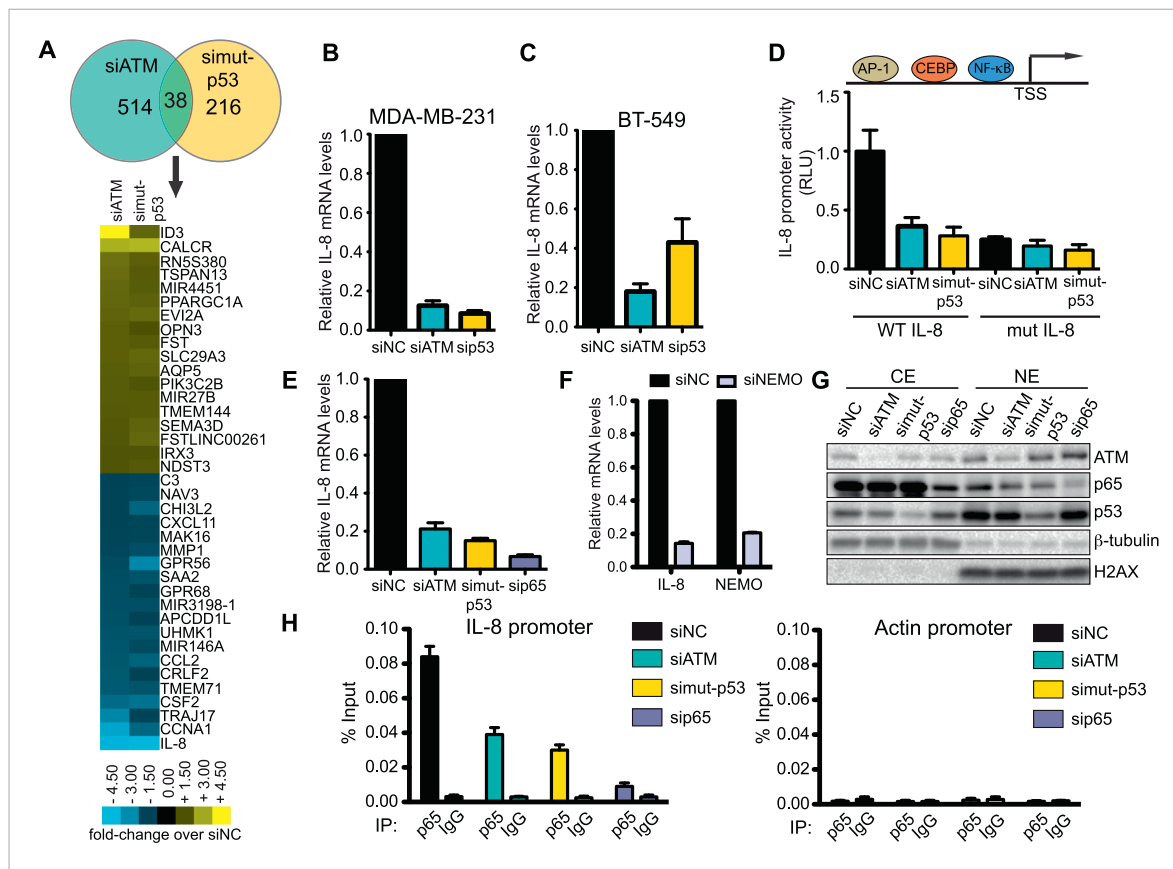 A
siATM
simut-
p53
514
38
216
siATM
simut-
p53
ID3
CALCR
RN5S380
TSPAN13
MIR4451
PPARGC1A
EVI2A
OPN3
FST
SLC29A3
AQP5
PIK3C2B
MIR27B
TMEM144
SEMA3D
FSTLINC00261
IRX3
NDST3
C3
NAV3
CHI3L2
CXCL11
MAK16
MMP1
GPR56
SAA2
GPR68
MIR3198-1
APCDD1L
UHMK1
MIR146A
CCL2
CRLF2
TMEM71
CSF2
TRAJ17
CCNA1
IL-8
- 4.50
- 3.00
- 1.50
0.00
+ 1.50
+ 3.00
+ 4.50
fold-change over siNC
B
MDA-MB-231
Relative IL-8 mRNA levels
1.0
0.8
0.6
0.4
0.2
0.0
siNC siATM sip53
C
BT-549
Relative IL-8 mRNA levels
1.0
0.8
0.6
0.4
0.2
0.0
siNC siATM sip53
D
AP-1 CEBP NF-κB
TSS
IL-8 promoter activity
(RLU)
1.5
1.0
0.5
0.0
siNC siATM simut- siNC siATM simut-
p53 p53
WT IL-8 mut IL-8
E
Relative IL-8 mRNA levels
1.0
0.8
0.6
0.4
0.2
0.0
siNC siATM simut- sip65
p53
F
siNC siNEMO
Relative mRNA levels
1.0
0.8
0.6
0.4
0.2
0.0
IL-8 NEMO
G
CE NE
siNC siATM simut- p53 sip65 siNC siATM simut- p53 sip65
ATM
p65
p53
β-tubulin
H2AX
H
IL-8 promoter
% Input
0.10
0.08
0.06
0.04
0.02
0.00
siNC
siATM
simut-p53
sip65
IP: p65 IgG p65 IgG p65 IgG p65 IgG
Actin promoter
% Input
0.10
0.08
0.06
0.04
0.02
0.00
siNC
siATM
simut-p53
sip65
IP: p65 IgG p65 IgG p65 IgG p65 IgG